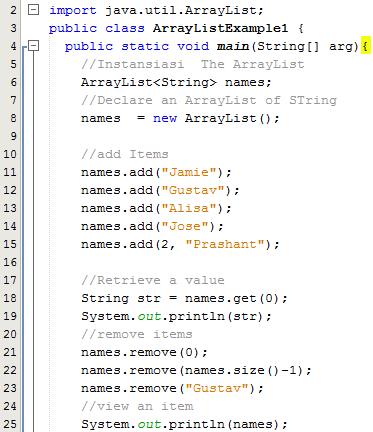 2 import java.util.ArrayList;
3 public class ArrayListExample1 {
4 public static void main(String[] arg){
5 //Instansiasi  The ArrayList
6 ArrayList<String> names;
7 //Declare an ArrayList of STring
8 names  = new ArrayList();
9
10 //add Items
11 names.add("Jamie");
12 names.add("Gustav");
13 names.add("Alisa");
14 names.add("Jose");
15 names.add(2, "Prashant");
16
17 //Retrieve a value
18 String str = names.get(0);
19 System.out.println(str);
20 //remove items
21 names.remove(0);
22 names.remove(names.size()-1);
23 names.remove("Gustav");
24 //view an item
25 System.out.println(names);